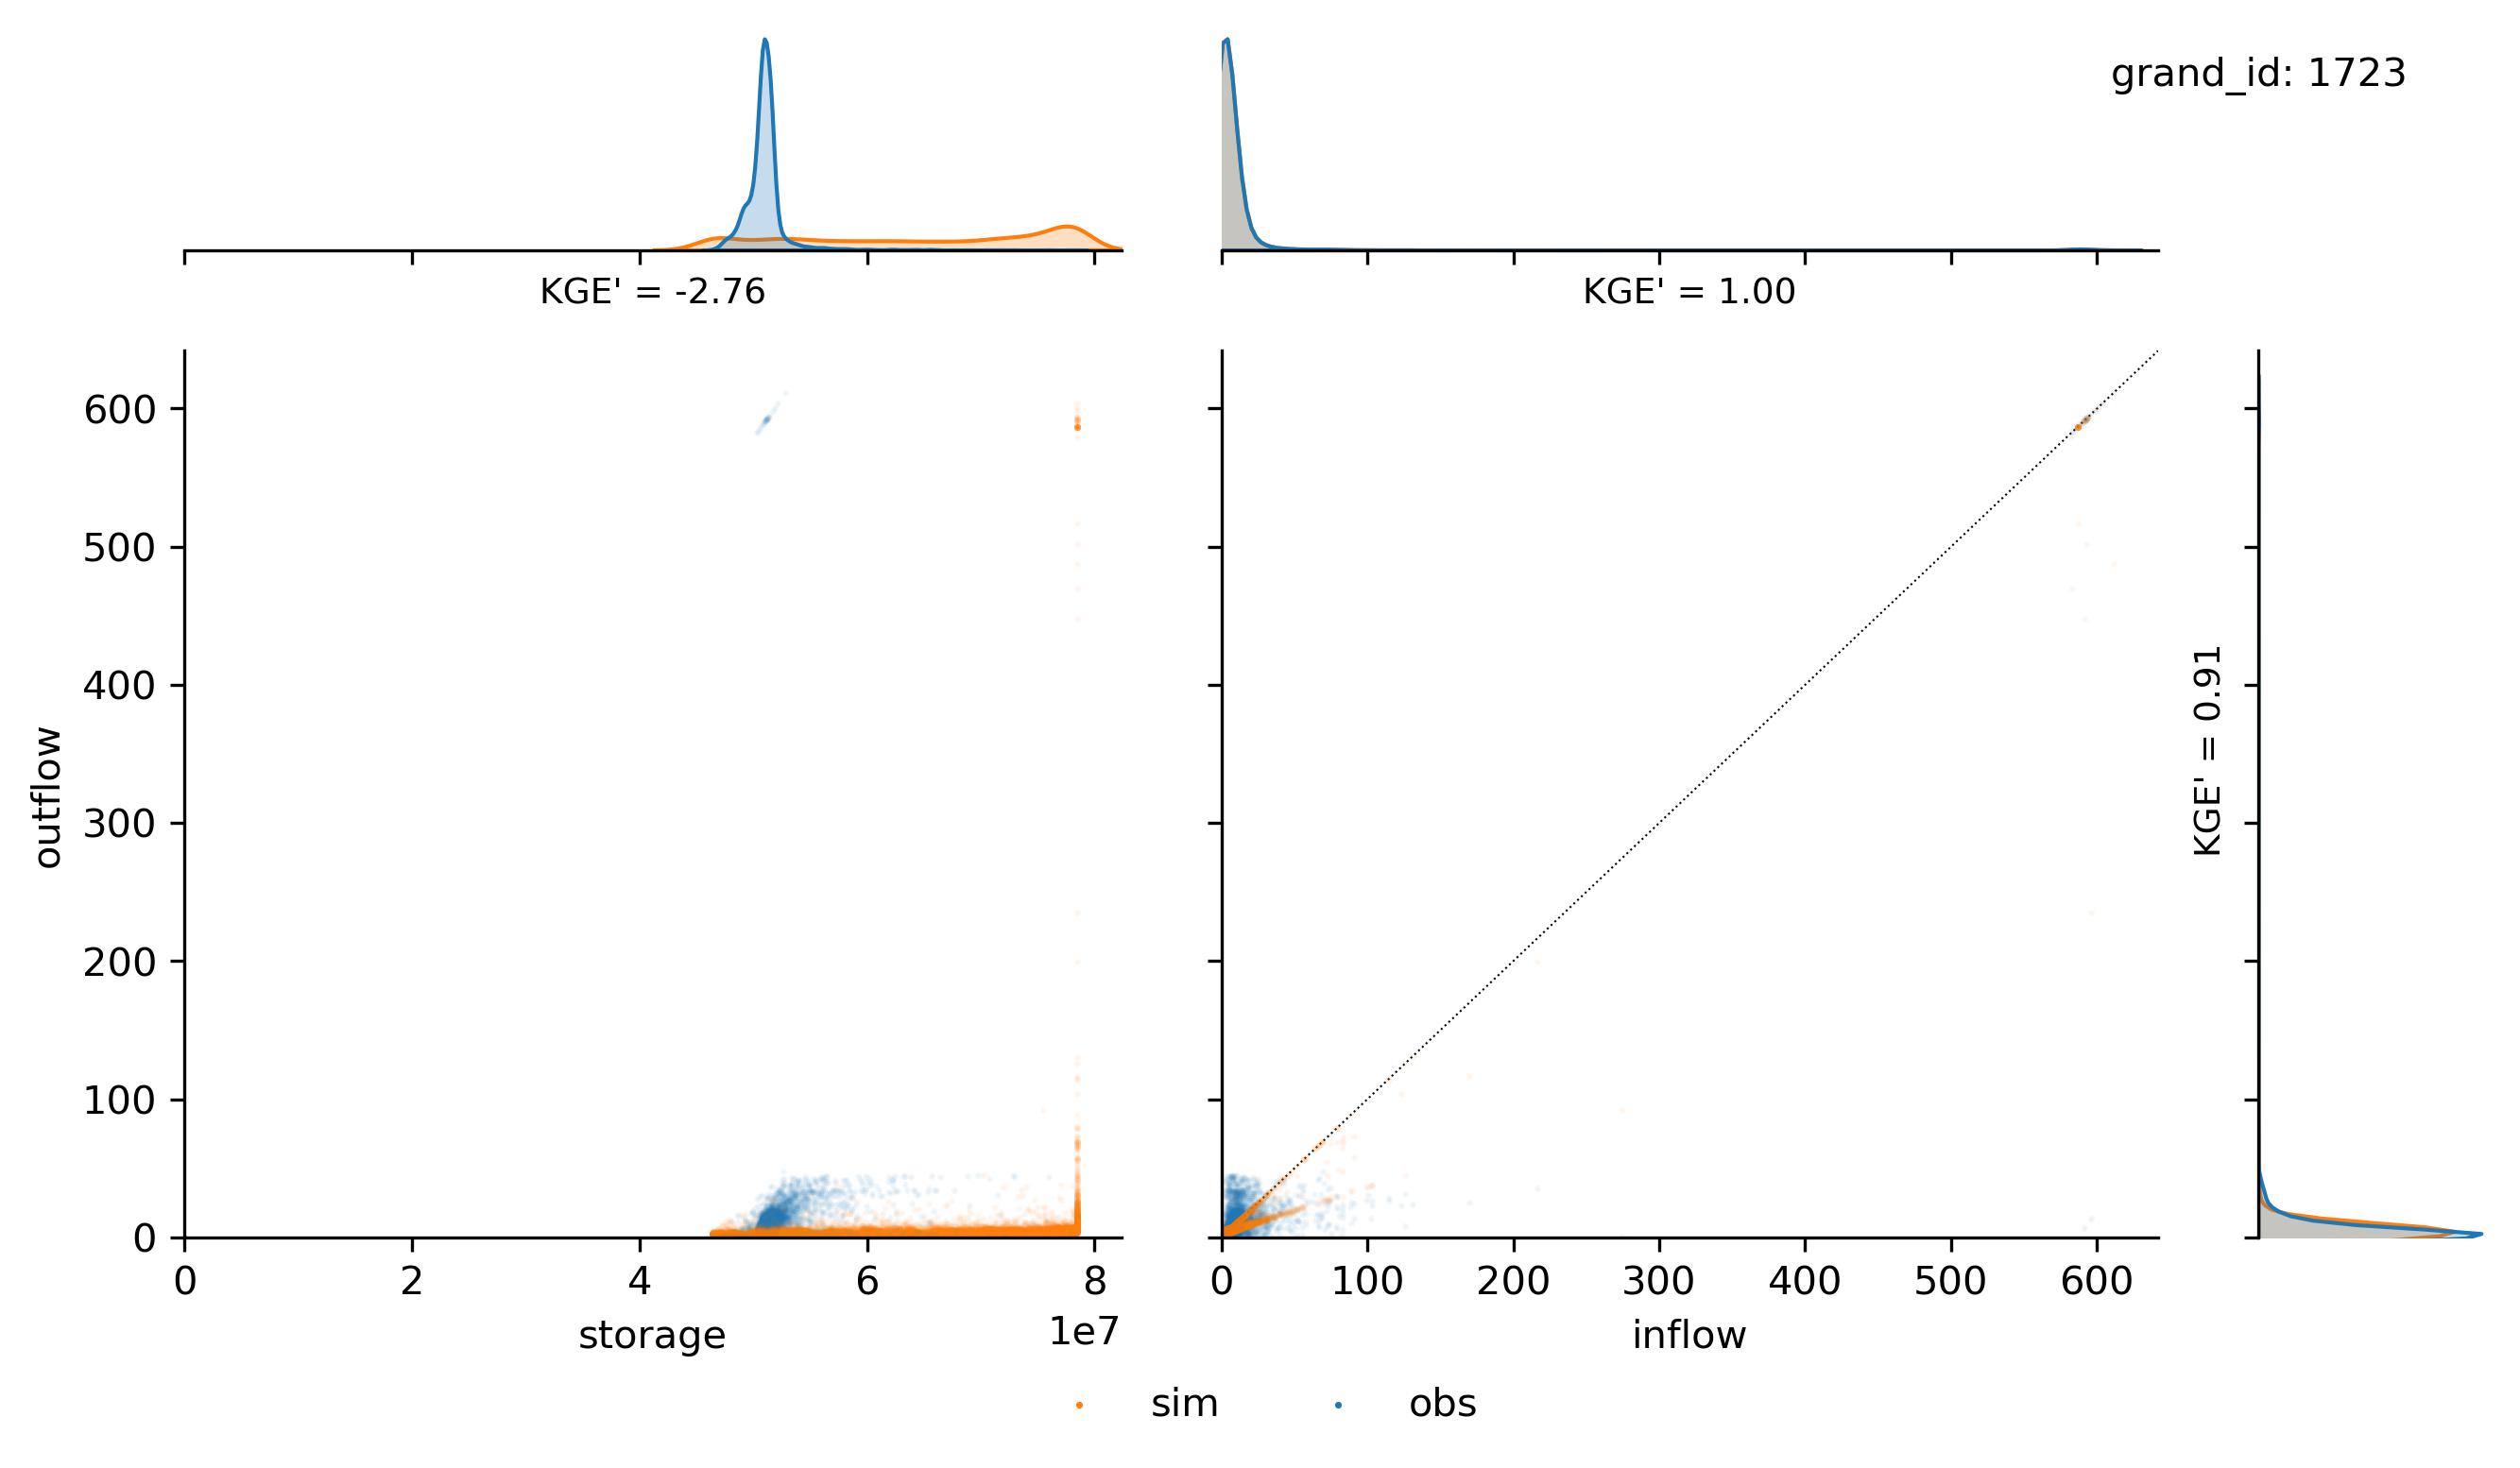 grand_id: 1723
KGE' = -2.76
KGE' = 1.00
600
500
400
300
200
100
0
outflow
KGE' = 0.91
0 2 4 6 8
1e7
storage
0 100 200 300 400 500 600
inflow
sim obs